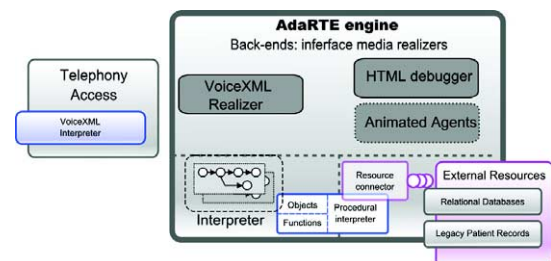 AdaRTE engine
Back-ends: inferface media realizers
Telephony
Access
VoiceXML
Interpreter
VoiceXML
Realizer
HTML debugger
Animated Agents
Interpreter
Objects
Functions
Procedural
interpreter
Resource
connector
External Resources
Relational Databases
Legacy Patient Records